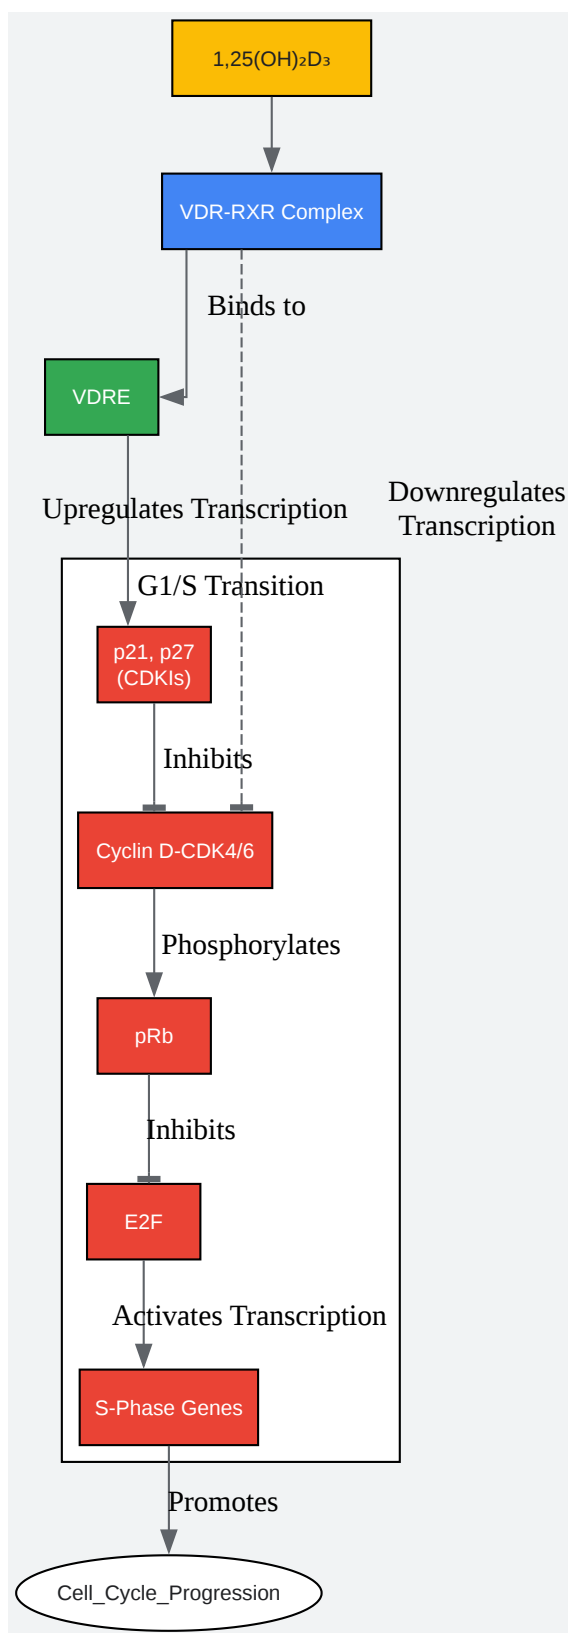 1,25(OH)₂D₃
VDR-RXR Complex
Binds to
VDRE
Upregulates Transcription
Downregulates
Transcription
G1/S Transition
p21, p27
(CDKIs)
Inhibits
Cyclin D-CDK4/6
Phosphorylates
pRb
Inhibits
E2F
Activates Transcription
S-Phase Genes
Promotes
Cell_Cycle_Progression